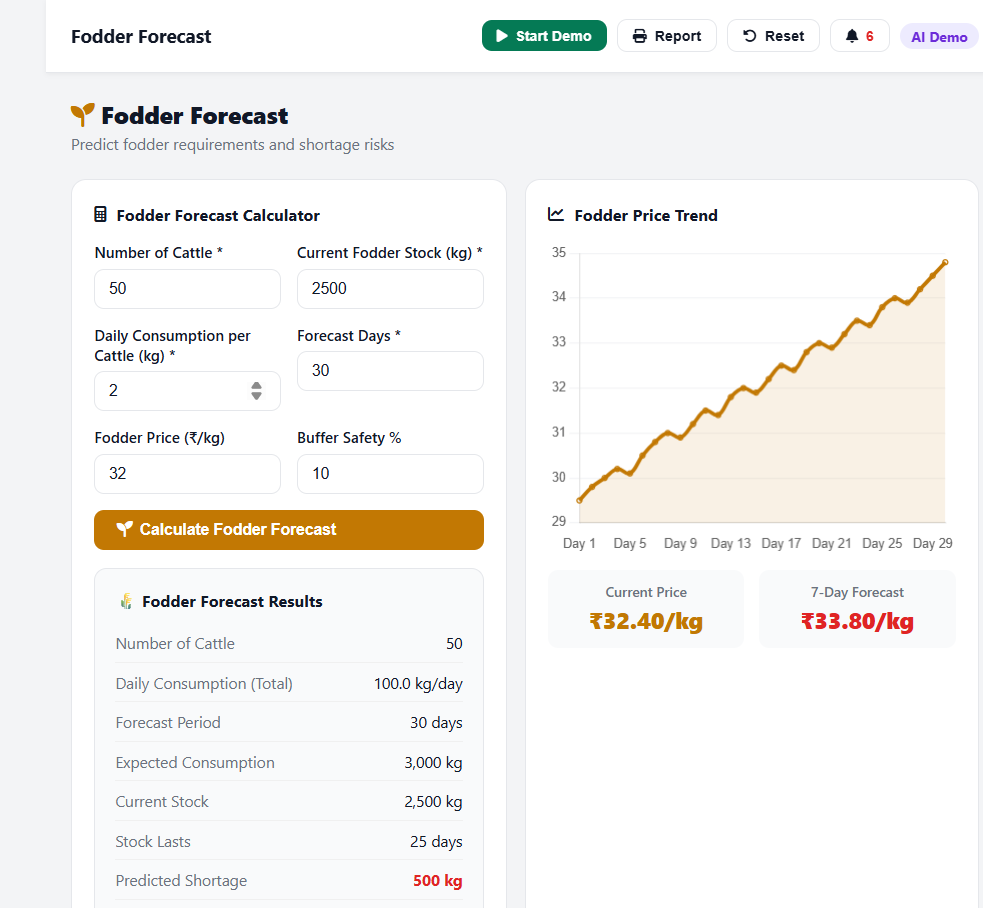 Fodder Forecast
Start Demo
Report
Reset
6
AI Demo
Fodder Forecast
Predict fodder requirements and shortage risks
Fodder Forecast Calculator
Number of Cattle *
50
Current Fodder Stock (kg) *
2500
Daily Consumption per
Cattle (kg) *
2
Forecast Days *
30
Fodder Price (₹/kg)
32
Buffer Safety %
10
Calculate Fodder Forecast
Fodder Forecast Results
Number of Cattle 50
Daily Consumption (Total) 100.0 kg/day
Forecast Period 30 days
Expected Consumption 3,000 kg
Current Stock 2,500 kg
Stock Lasts 25 days
Predicted Shortage 500 kg
Fodder Price Trend
35
34
33
32
31
30
29
Day 1 Day 5 Day 9 Day 13 Day 17 Day 21 Day 25 Day 29
Current Price
₹32.40/kg
7-Day Forecast
₹33.80/kg